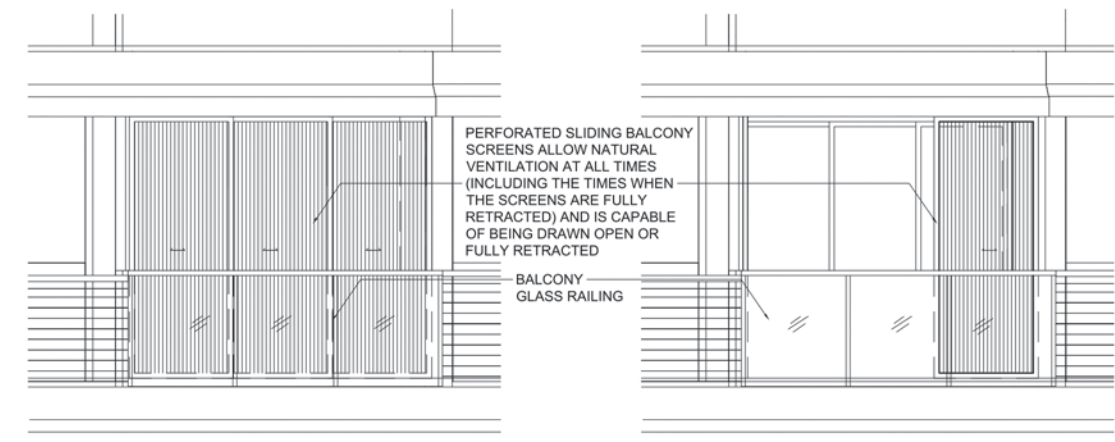 PERFORATED SLIDING BALCONY
SCREENS ALLOW NATURAL
VENTILATION AT ALL TIMES
(INCLUDING THE TIMES WHEN
THE SCREENS ARE FULLY
RETRACTED) AND IS CAPABLE
OF BEING DRAWN OPEN OR
FULLY RETRACTED
BALCONY
GLASS RAILING